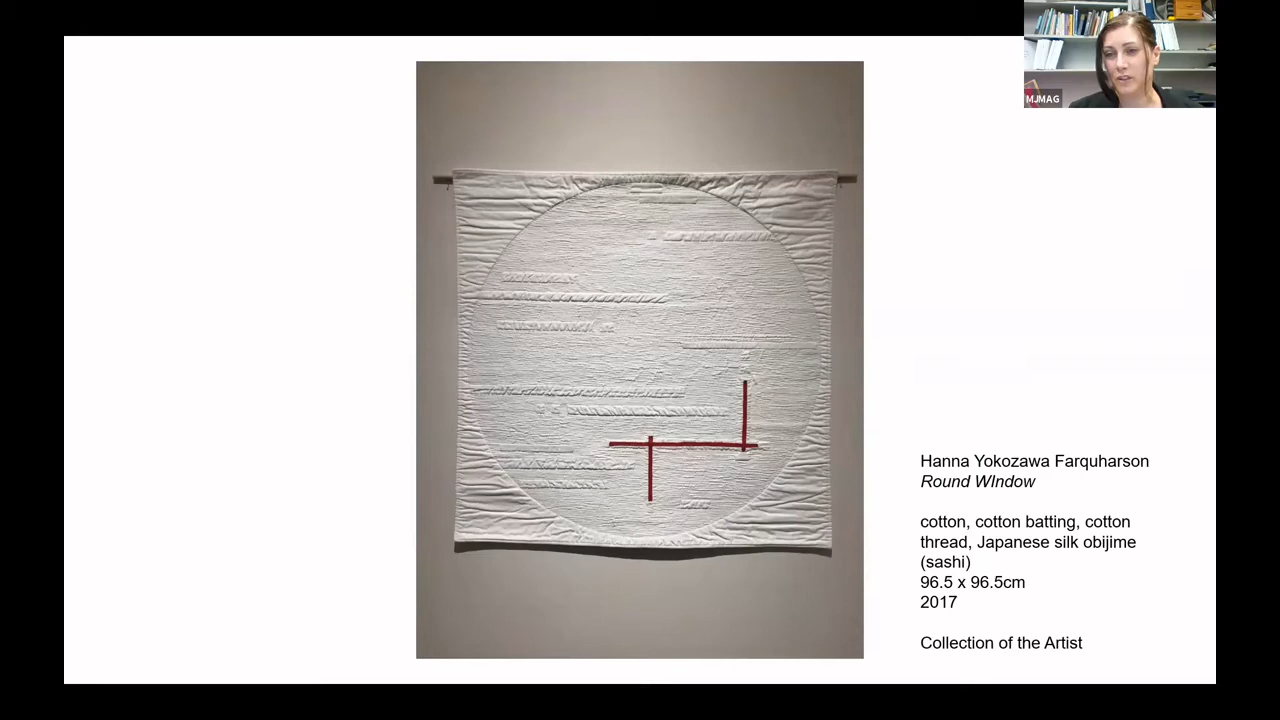 MJMAG
Hanna Yokozawa Farquharson
Round WIndow
cotton, cotton batting, cotton
thread, Japanese silk obijime
(sashi)
96.5 x 96.5cm
2017
Collection of the Artist